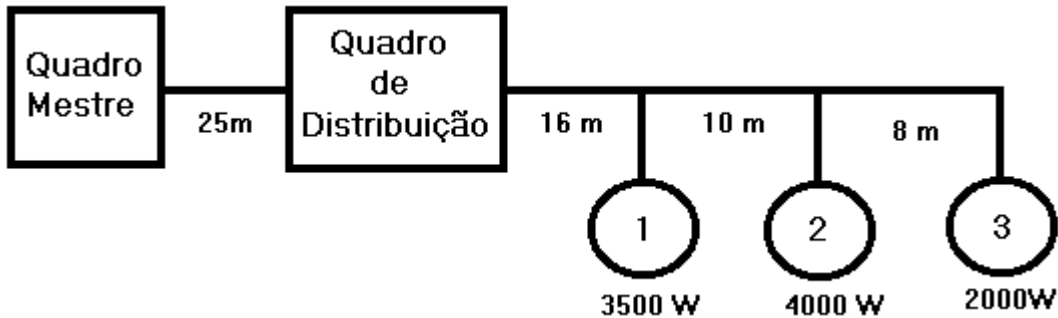 Quadro
Mestre
25m
Quadro
de
Distribuição
16 m
10 m
8 m
1
2
3
3500 W
4000 W
2000W